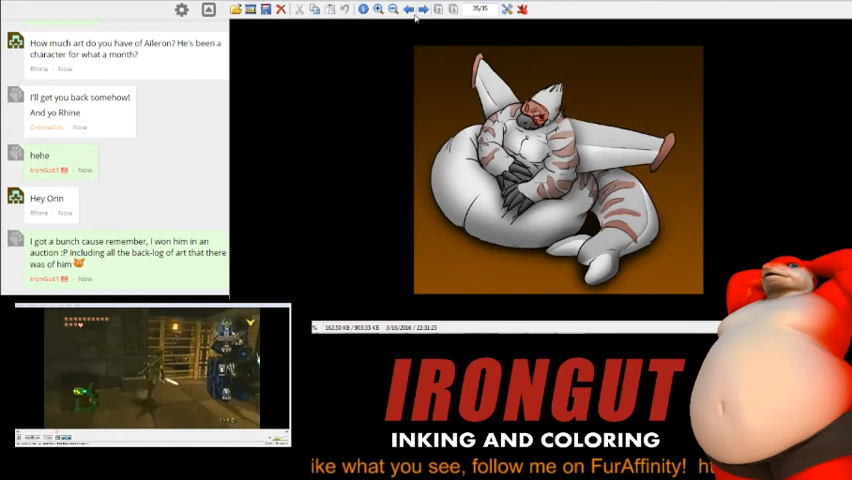 35/35
How much art do you have of Aileron? He's been a
character for what a month?
Rhine • Now
I'll get you back somehow!
And yo Rhine
Orinxados • Now
hehe
IronGut1 • Now
Hey Orin
Rhine • Now
I got a bunch cause remember, I won him in an
auction :P including all the back-log of art that there
was of him
IronGut1 • Now
% 162.50 KB / 903.55 KB 3/16/2016 / 22:31:23
IRONGUT
INKING AND COLORING
ike what you see, follow me on FurAffinity! ht